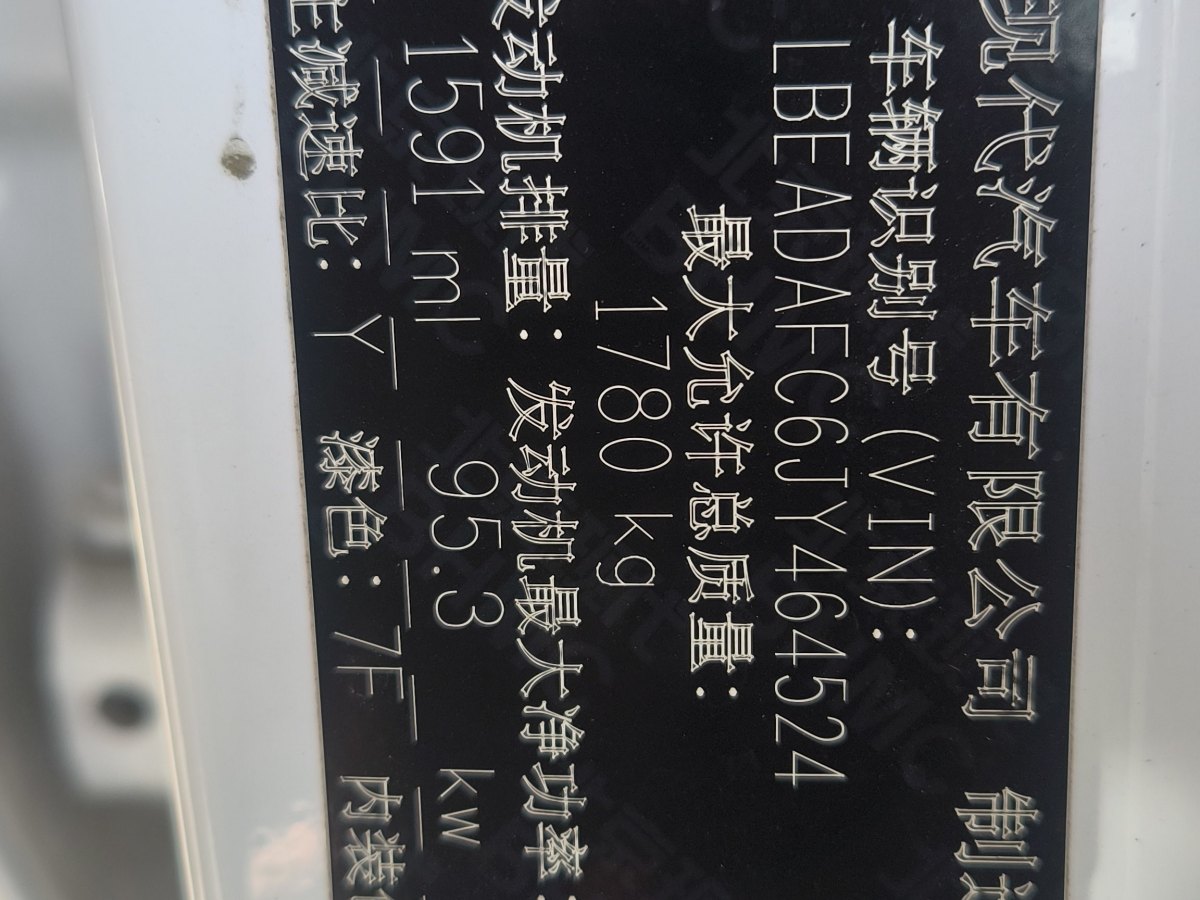 现代汽车有限公司 制造
车辆识别号(VIN):
LBEADAFC6JY464524
最大允许总质量:
1780 kg
发动机排量: 发动机最大净功率:
1591 ml 95.3 kw
主减速比: Y 漆色: 7F 内装